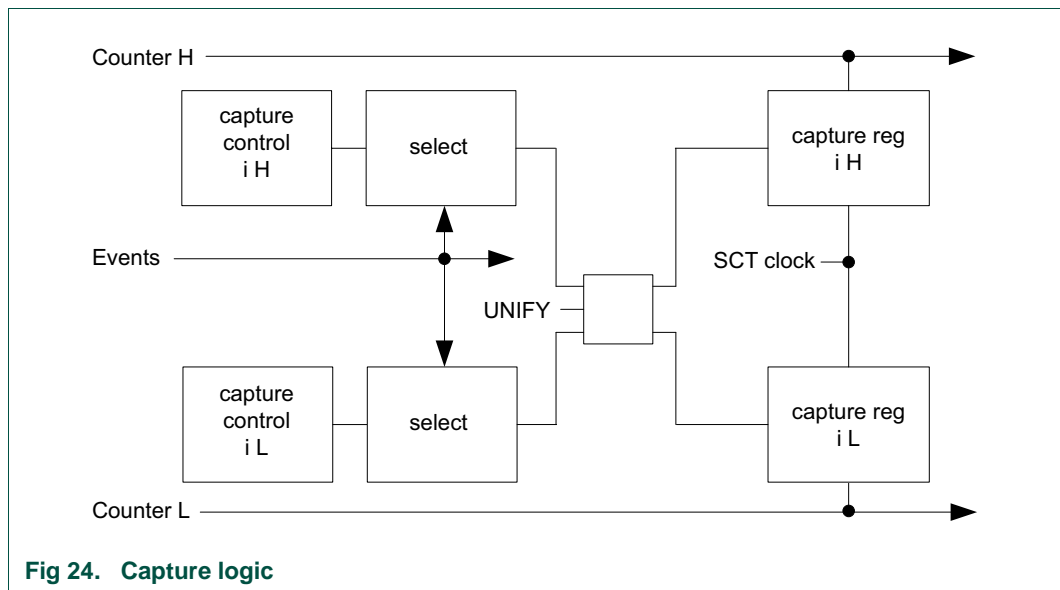 Counter H
capture
control
i H
select
capture reg
i H
Events
SCT clock
UNIFY
capture
control
i L
select
capture reg
i L
Counter L
Fig 24. Capture logic